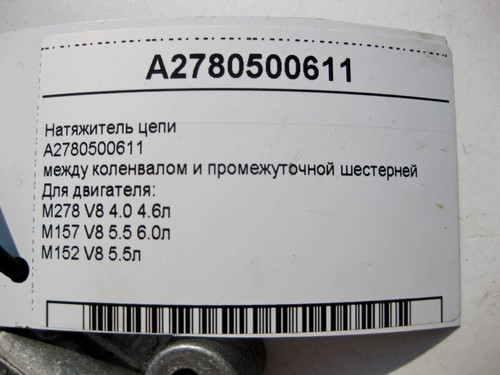 A2780500611
Натяжитель цепи
A2780500611
между коленвалом и промежуточной шестерней
Для двигателя:
M278 V8 4.0 4.6л
M157 V8 5.5 6.0л
M152 V8 5.5л